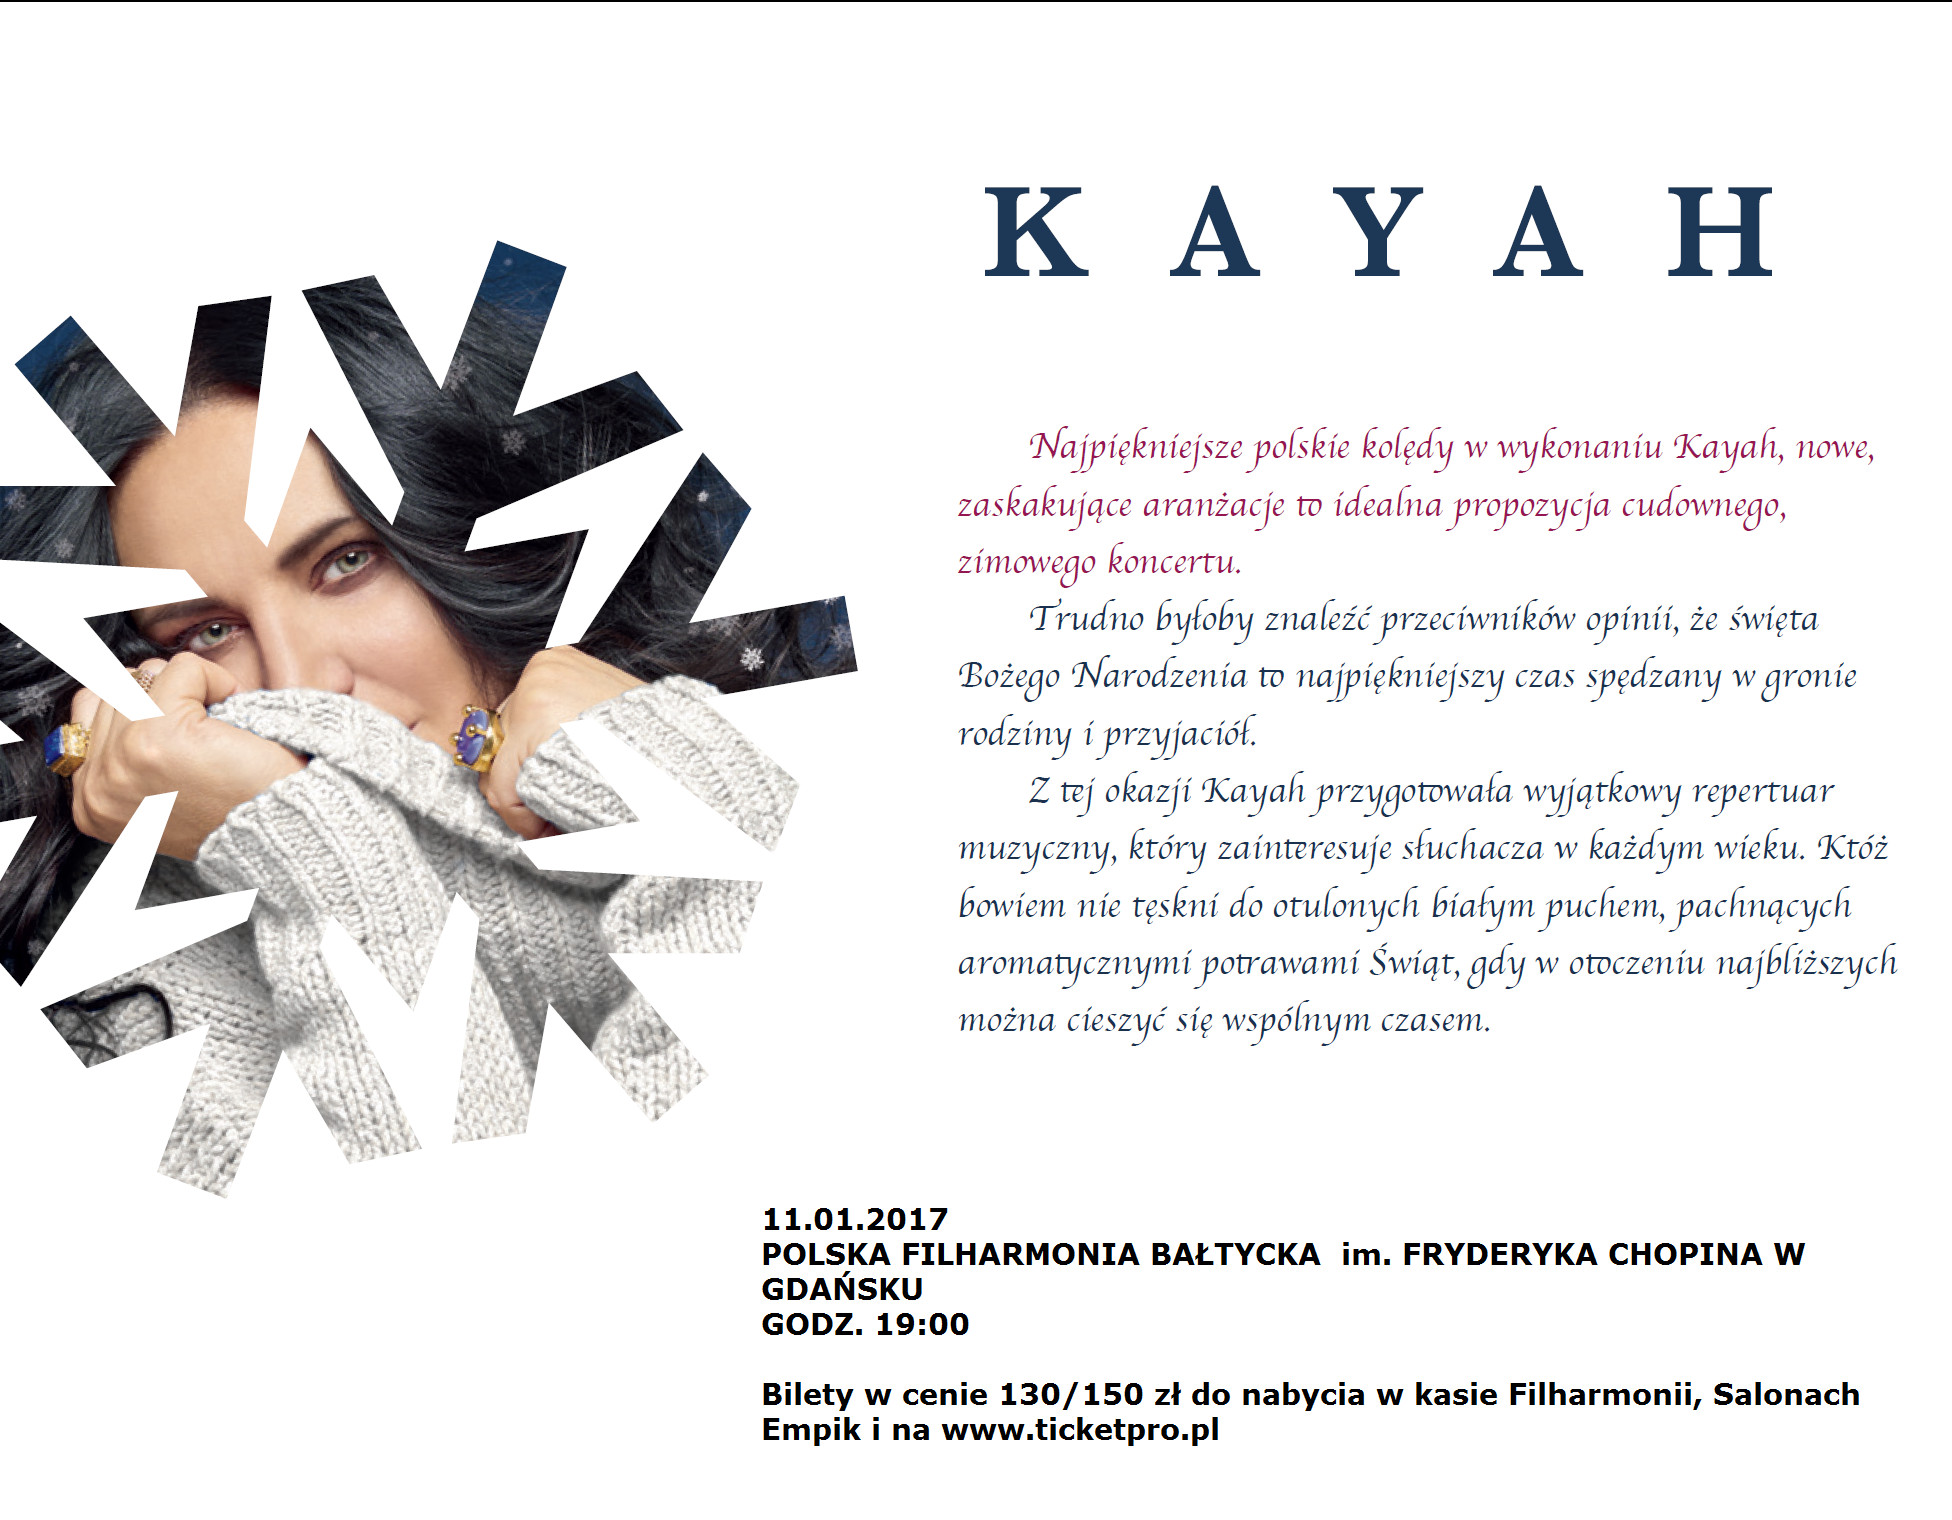 KAYAH
Najpiękniejsze polskie kolędy w wykonaniu Kayah, nowe,
zaskakujące aranżacje to idealna propozycja cudownego,
zimowego koncertu.
Trudno byłoby znaleźć przeciwników opinii, że święta
Bożego Narodzenia to najpiękniejszy czas spędzany w gronie
rodziny i przyjaciół.
Z tej okazji Kayah przygotowała wyjątkowy repertuar
muzyczny, który zainteresuje słuchacza w każdym wieku. Któż
bowiem nie tęskni do otulonych białym puchem, pachnących
aromatycznymi potrawami Świąt, gdy w otoczeniu najbliższych
można cieszyć się wspólnym czasem.
11.01.2017
POLSKA FILHARMONIA BAŁTYCKA im. FRYDERYKA CHOPINA W
GDAŃSKU
GODZ. 19:00
Bilety w cenie 130/150 zł do nabycia w kasie Filharmonii, Salonach
Empik i na www.ticketpro.pl